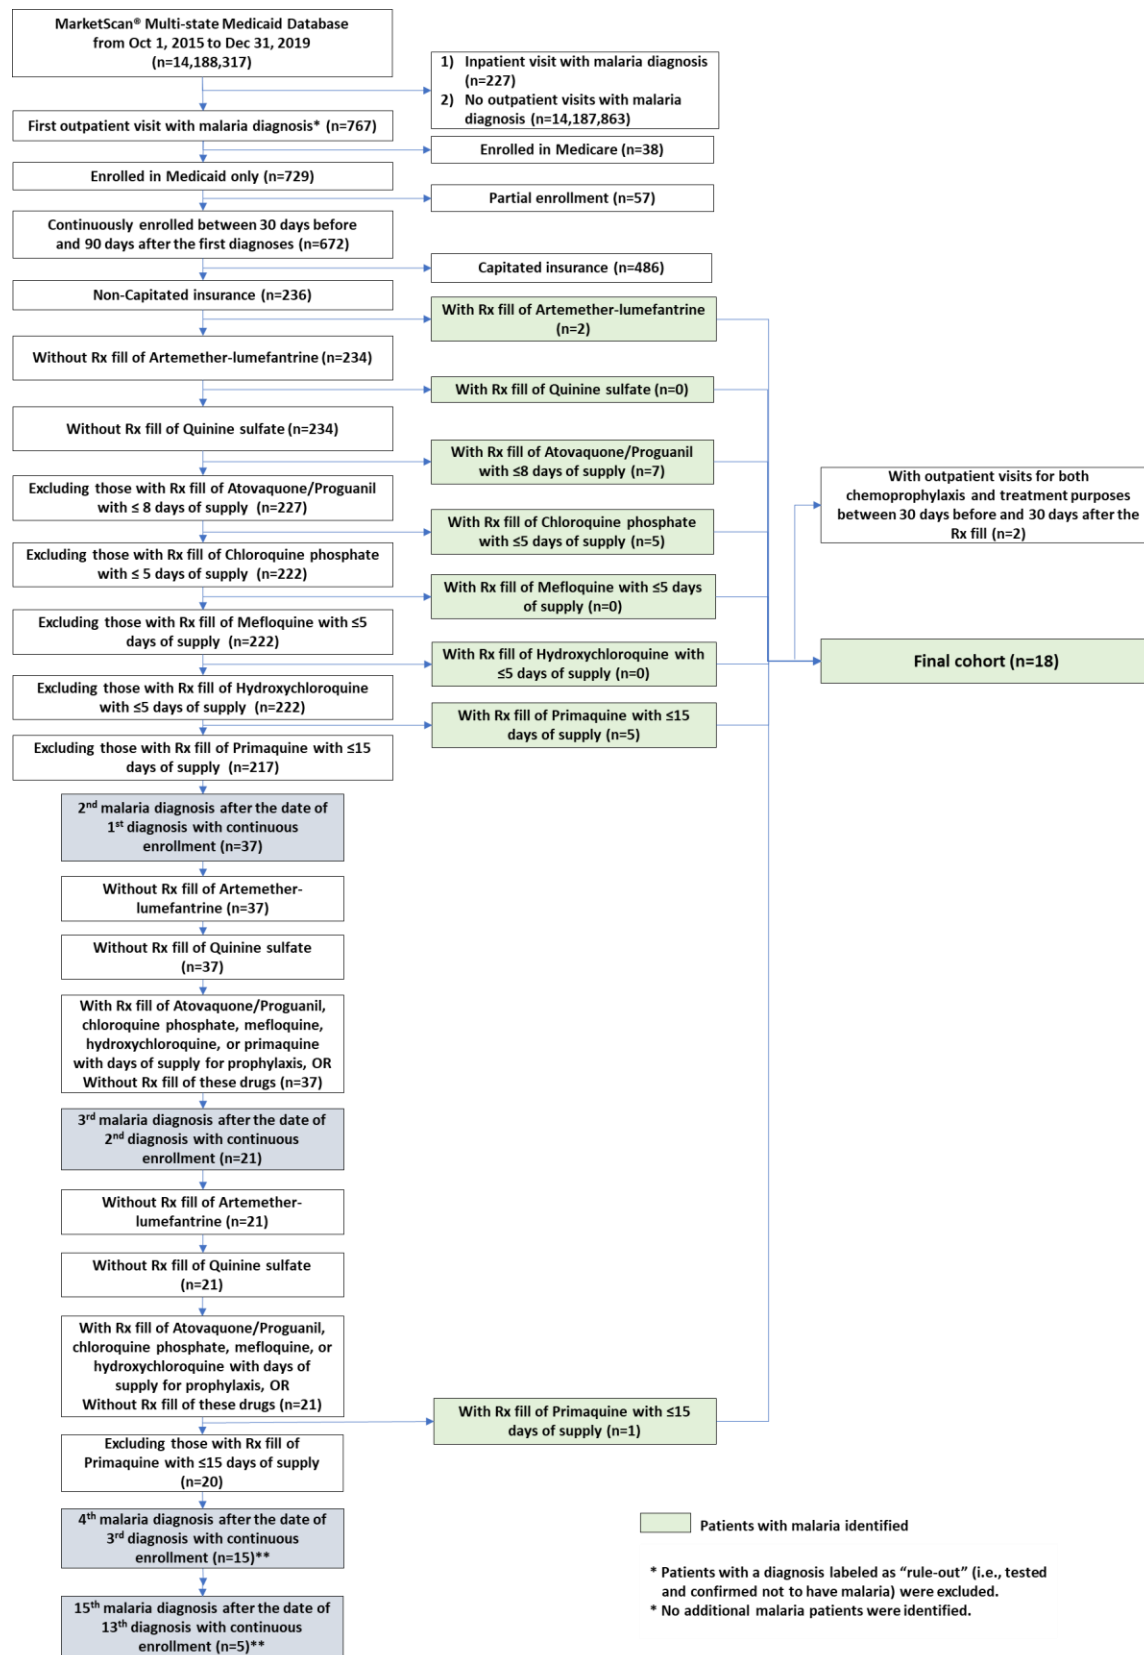 MarketScan® Multi-state Medicaid Database
from Oct 1, 2015 to Dec 31, 2019
(n=14,188,317)
1) Inpatient visit with malaria diagnosis
(n=227)
2) No outpatient visits with malaria
diagnosis (n=14,187,863)
First outpatient visit with malaria diagnosis* (n=767)
Enrolled in Medicare (n=38)
Enrolled in Medicaid only (n=729)
Partial enrollment (n=57)
Continuously enrolled between 30 days before
and 90 days after the first diagnoses (n=672)
Capitated insurance (n=486)
Non-Capitated insurance (n=236)
With Rx fill of Artemether-lumefantrine
(n=2)
Without Rx fill of Artemether-lumefantrine (n=234)
With Rx fill of Quinine sulfate (n=0)
Without Rx fill of Quinine sulfate (n=234)
With Rx fill of Atovaquone/Proguanil
with ≤8 days of supply (n=7)
Excluding those with Rx fill of Atovaquone/Proguanil
with ≤ 8 days of supply (n=227)
With outpatient visits for both
chemoprophylaxis and treatment purposes
between 30 days before and 30 days after the
Rx fill (n=2)
With Rx fill of Chloroquine phosphate
with ≤5 days of supply (n=5)
Excluding those with Rx fill of Chloroquine phosphate
with ≤ 5 days of supply (n=222)
With Rx fill of Mefloquine with ≤5 days
of supply (n=0)
Excluding those with Rx fill of Mefloquine with ≤5
days of supply (n=222)
With Rx fill of Hydroxychloroquine with
≤5 days of supply (n=0)
Final cohort (n=18)
Excluding those with Rx fill of Hydroxychloroquine
with ≤5 days of supply (n=222)
With Rx fill of Primaquine with ≤15
days of supply (n=5)
Excluding those with Rx fill of Primaquine with ≤15
days of supply (n=217)
2nd malaria diagnosis after the date of
1st diagnosis with continuous
enrollment (n=37)
Without Rx fill of Artemether-
lumefantrine (n=37)
Without Rx fill of Quinine sulfate
(n=37)
With Rx fill of Atovaquone/Proguanil,
chloroquine phosphate, mefloquine,
hydroxychloroquine, or primaquine
with days of supply for prophylaxis, OR
Without Rx fill of these drugs (n=37)
3rd malaria diagnosis after the date of
2nd diagnosis with continuous
enrollment (n=21)
Without Rx fill of Artemether-
lumefantrine (n=21)
Without Rx fill of Quinine sulfate
(n=21)
With Rx fill of Atovaquone/Proguanil,
chloroquine phosphate, mefloquine, or
hydroxychloroquine with days of
supply for prophylaxis, OR
Without Rx fill of these drugs (n=21)
With Rx fill of Primaquine with ≤15
days of supply (n=1)
Excluding those with Rx fill of
Primaquine with ≤15 days of supply
(n=20)
4th malaria diagnosis after the date of
3rd diagnosis with continuous
enrollment (n=15)**
15th malaria diagnosis after the date of
13th diagnosis with continuous
enrollment (n=5)**
Patients with malaria identified
* Patients with a diagnosis labeled as “rule-out” (i.e., tested
and confirmed not to have malaria) were excluded.
* No additional malaria patients were identified.